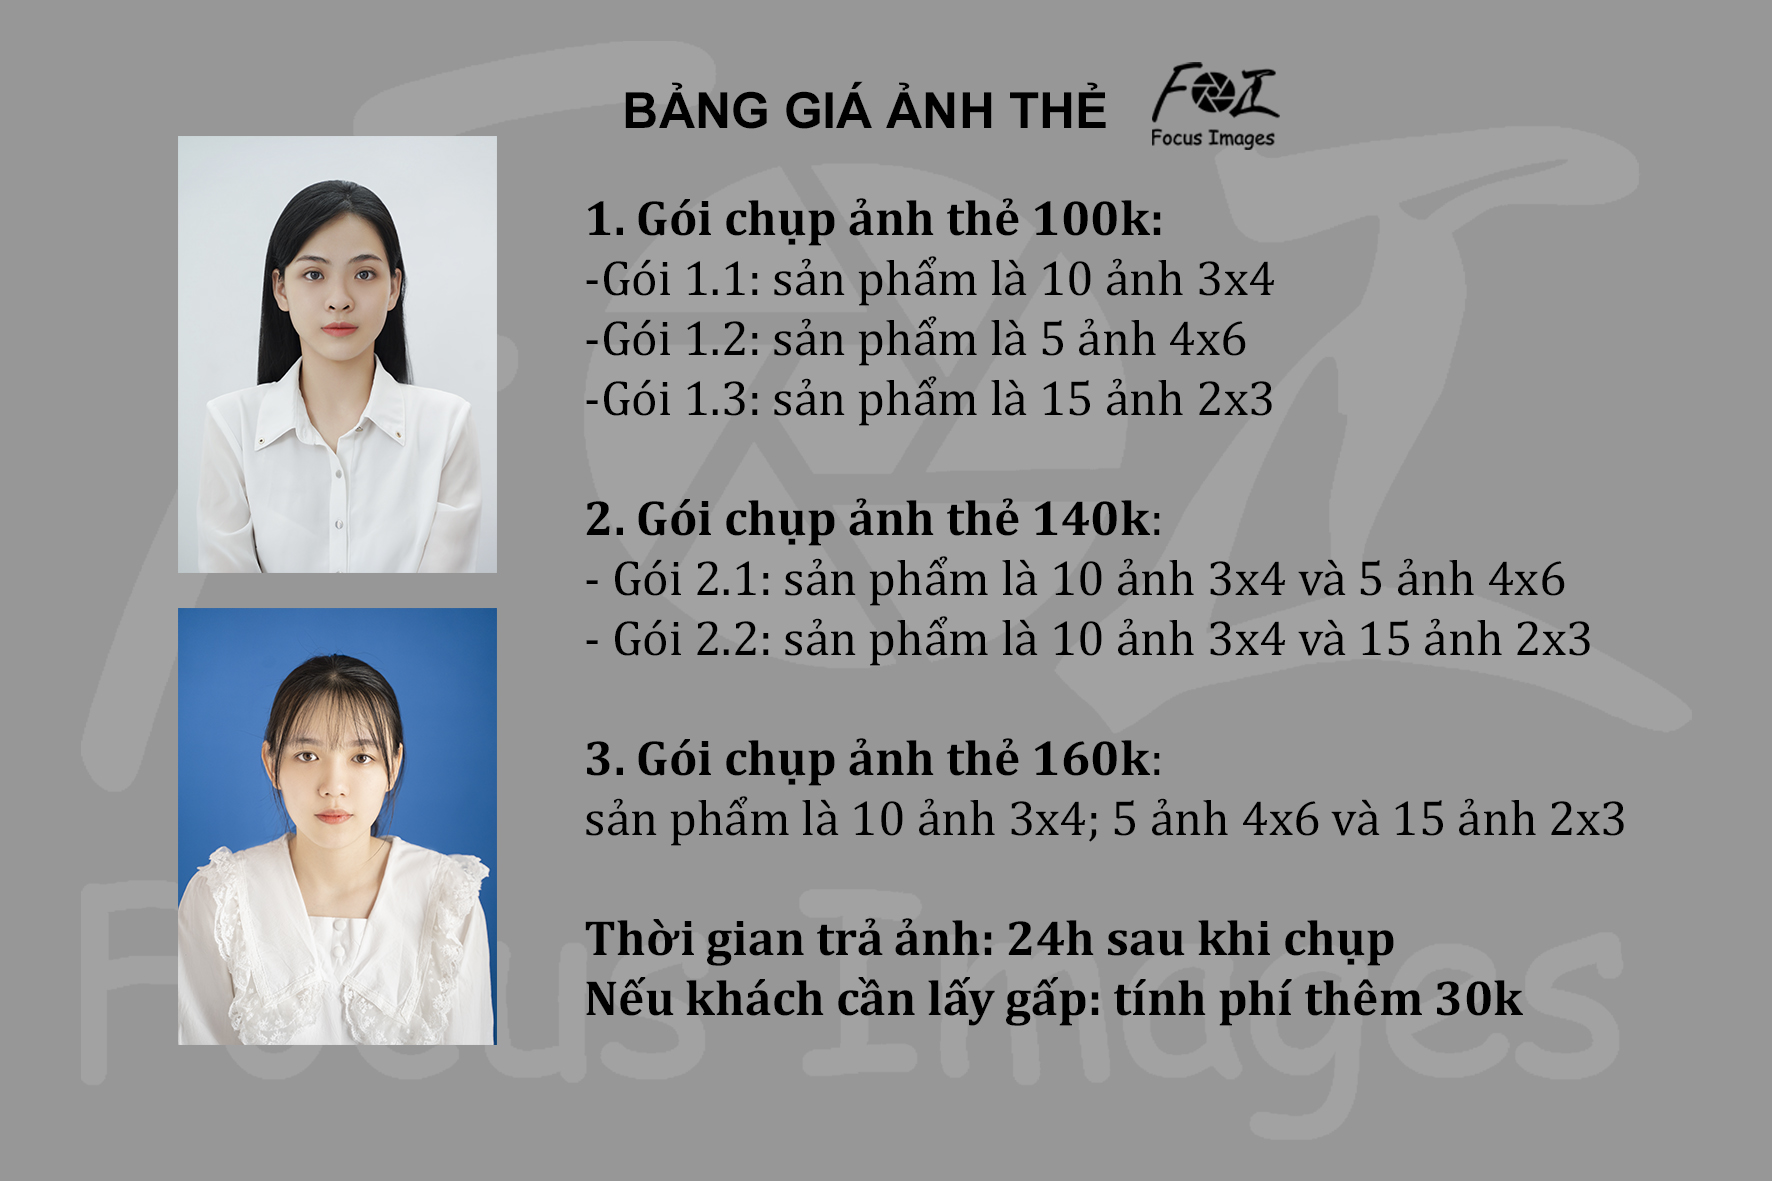 BẢNG GIÁ ẢNH THẺ
FOI
Focus Images
1. Gói chụp ảnh thẻ 100k:
-Gói 1.1: sản phẩm là 10 ảnh 3x4
-Gói 1.2: sản phẩm là 5 ảnh 4x6
-Gói 1.3: sản phẩm là 15 ảnh 2x3
2. Gói chụp ảnh thẻ 140k:
- Gói 2.1: sản phẩm là 10 ảnh 3x4 và 5 ảnh 4x6
- Gói 2.2: sản phẩm là 10 ảnh 3x4 và 15 ảnh 2x3
3. Gói chụp ảnh thẻ 160k:
sản phẩm là 10 ảnh 3x4; 5 ảnh 4x6 và 15 ảnh 2x3
Thời gian trả ảnh: 24h sau khi chụp
Nếu khách cần lấy gấp: tính phí thêm 30k
FOI
Focus Images